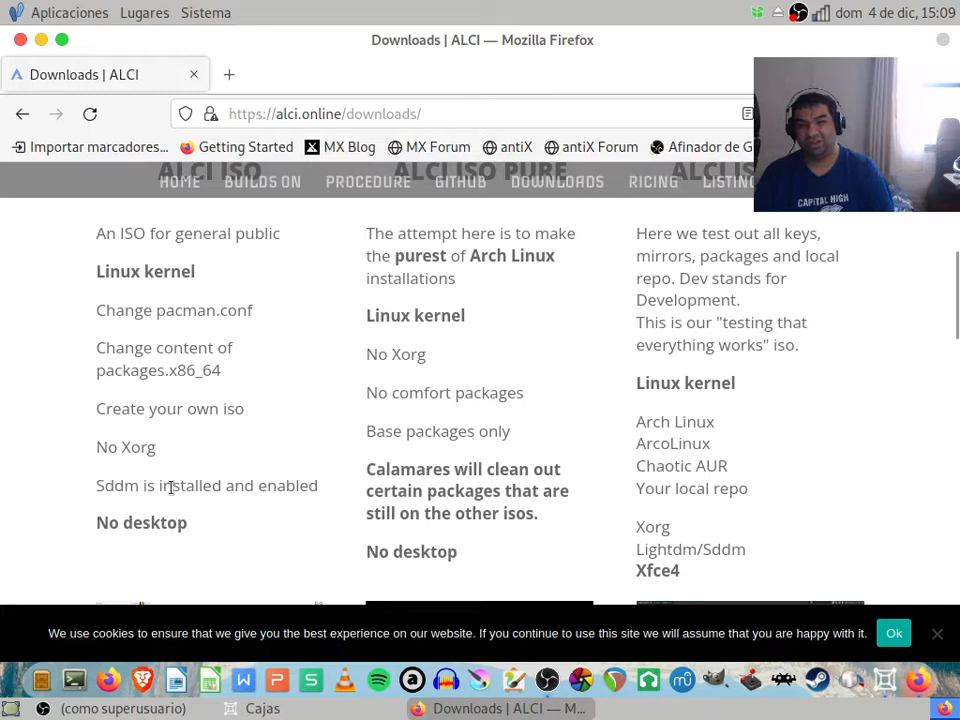 Aplicaciones Lugares Sistema dom 4 de dic, 15:09
Downloads | ALCI — Mozilla Firefox
Downloads | ALCI
https://alci.online/downloads/
Importar marcadores... Getting Started MX Blog MX Forum antiX antiX Forum Afinador de G
ALCI ISO ALCI ISO PURE
HOME BUILDS ON PROCEDURE GITHUB DOWNLOADS RICING LISTING
An ISO for general public
Linux kernel
Change pacman.conf
Change content of
packages.x86_64
Create your own iso
No Xorg
Sddm is installed and enabled
No desktop
The attempt here is to make
the purest of Arch Linux
installations
Linux kernel
No Xorg
No comfort packages
Base packages only
Calamares will clean out
certain packages that are
still on the other isos.
No desktop
Here we test out all keys,
mirrors, packages and local
repo. Dev stands for
Development.
This is our "testing that
everything works" iso.
Linux kernel
Arch Linux
ArcoLinux
Chaotic AUR
Your local repo
Xorg
Lightdm/Sddm
Xfce4
CAPITAL HIGH
We use cookies to ensure that we give you the best experience on our website. If you continue to use this site we will assume that you are happy with it. Ok
(como superusuario) Cajas Downloads | ALCI — M...